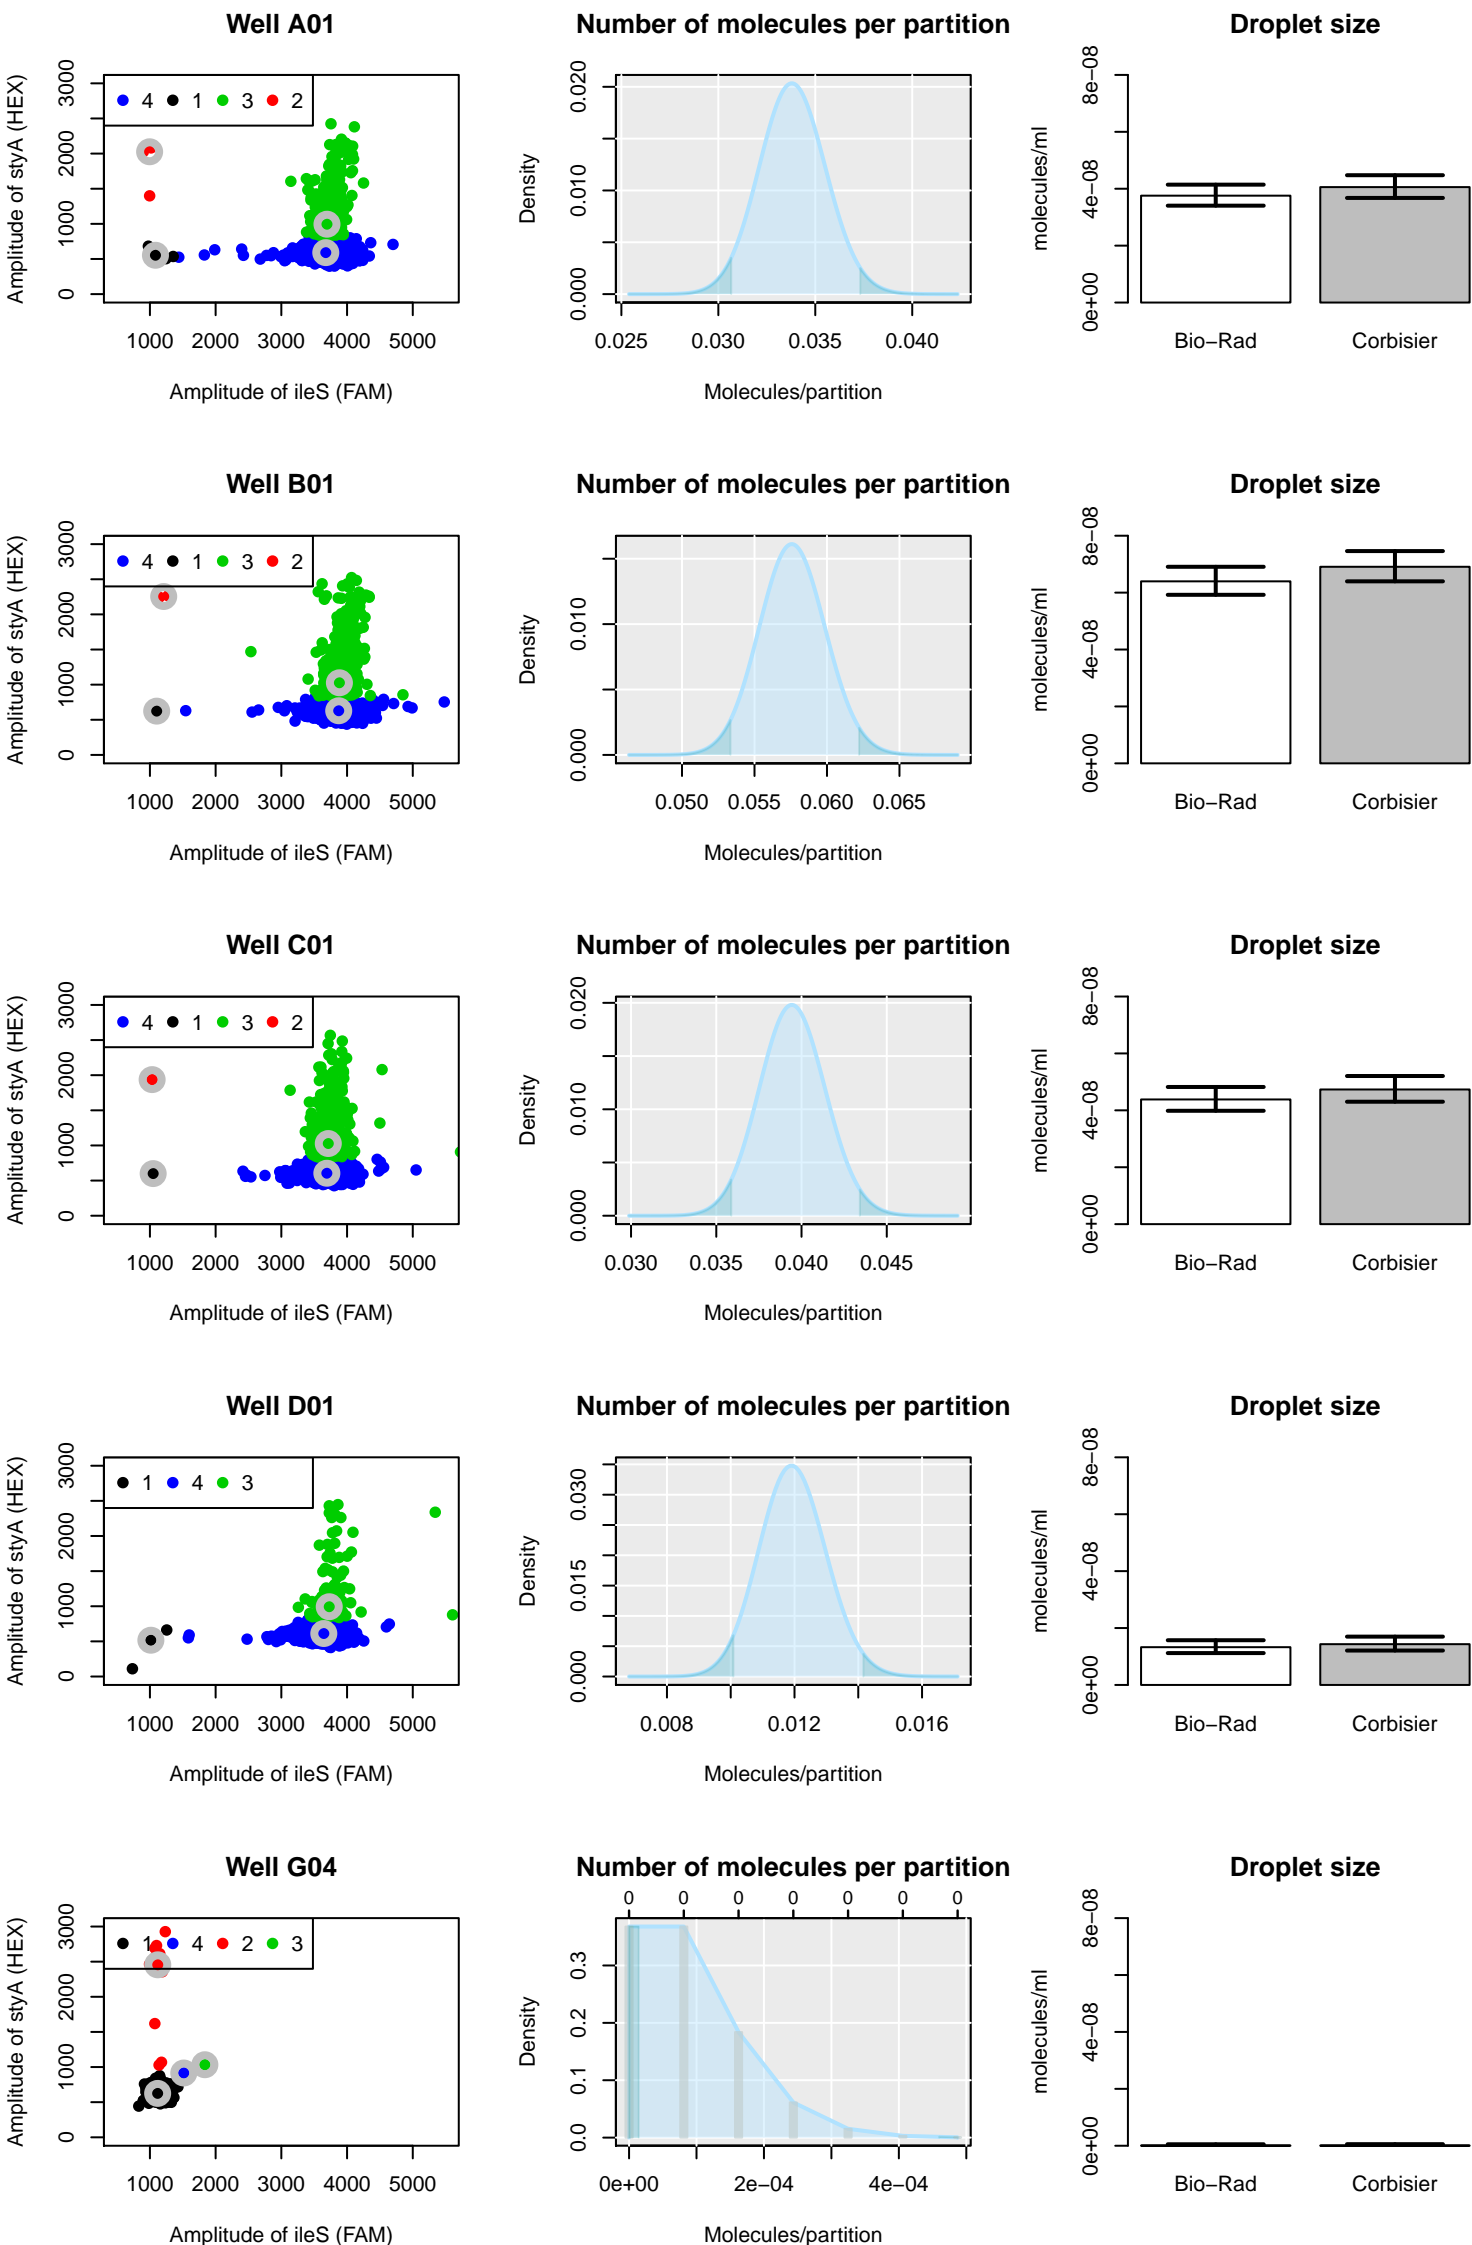 Well A01
Number of molecules per partition
Droplet size
Amplitude of styA (HEX)
0 1000 2000 3000
4 1 3 2
1000 2000 3000 4000 5000
Amplitude of ileS (FAM)
Density
0.000 0.010 0.020
0.025 0.030 0.035 0.040
Molecules/partition
molecules/ml
0e+00 4e−08 8e−08
Bio−Rad Corbisier
Well B01
Number of molecules per partition
Droplet size
Amplitude of styA (HEX)
0 1000 2000 3000
4 1 3 2
1000 2000 3000 4000 5000
Amplitude of ileS (FAM)
Density
0.000 0.010
0.050 0.055 0.060 0.065
Molecules/partition
molecules/ml
0e+00 4e−08 8e−08
Bio−Rad Corbisier
Well C01
Number of molecules per partition
Droplet size
Amplitude of styA (HEX)
0 1000 2000 3000
4 1 3 2
1000 2000 3000 4000 5000
Amplitude of ileS (FAM)
Density
0.000 0.010 0.020
0.030 0.035 0.040 0.045
Molecules/partition
molecules/ml
0e+00 4e−08 8e−08
Bio−Rad Corbisier
Well D01
Number of molecules per partition
Droplet size
Amplitude of styA (HEX)
0 1000 2000 3000
1 4 3
1000 2000 3000 4000 5000
Amplitude of ileS (FAM)
Density
0.000 0.015 0.030
0.008 0.012 0.016
Molecules/partition
molecules/ml
0e+00 4e−08 8e−08
Bio−Rad Corbisier
Well G04
Number of molecules per partition
Droplet size
Amplitude of styA (HEX)
0 1000 2000 3000
1 4 2 3
1000 2000 3000 4000 5000
Amplitude of ileS (FAM)
0 0 0 0 0 0 0
Density
0.0 0.1 0.2 0.3
0e+00 2e−04 4e−04
Molecules/partition
molecules/ml
0e+00 4e−08 8e−08
Bio−Rad Corbisier